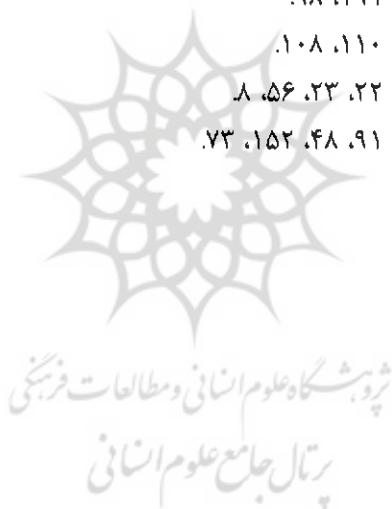 ۱۱۰، ۱۰۸.
۲۲، ۲۳، ۵۶، ۸.
۹۱، ۴۸، ۱۵۲، ۷۳.
پژوهشگاه علوم انسانی و مطالعات فرهنگی
پرتال جامع علوم انسانی